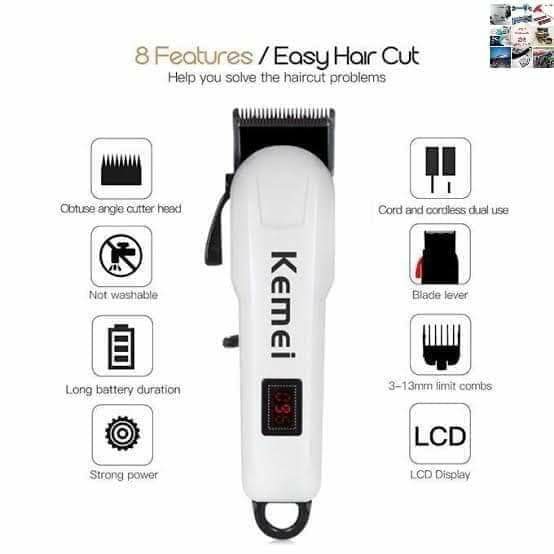 8 Features / Easy Hair Cut
Help you solve the haircut problems
Obtuse angle cutter head
Cord and cordless dual use
Not washable
Blade lever
Kemei
Long battery duration
3-13mm limit combs
LCD
Strong power
LCD Display